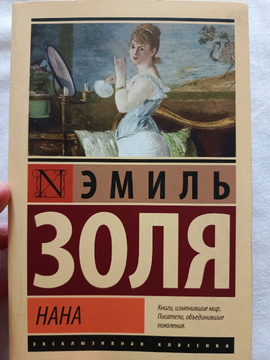 ЭМИЛЬ
ЗОЛЯ
НАНА
Книги, изменившие мир.
Писатели, объединившие
поколения.
эксклюзивная классика